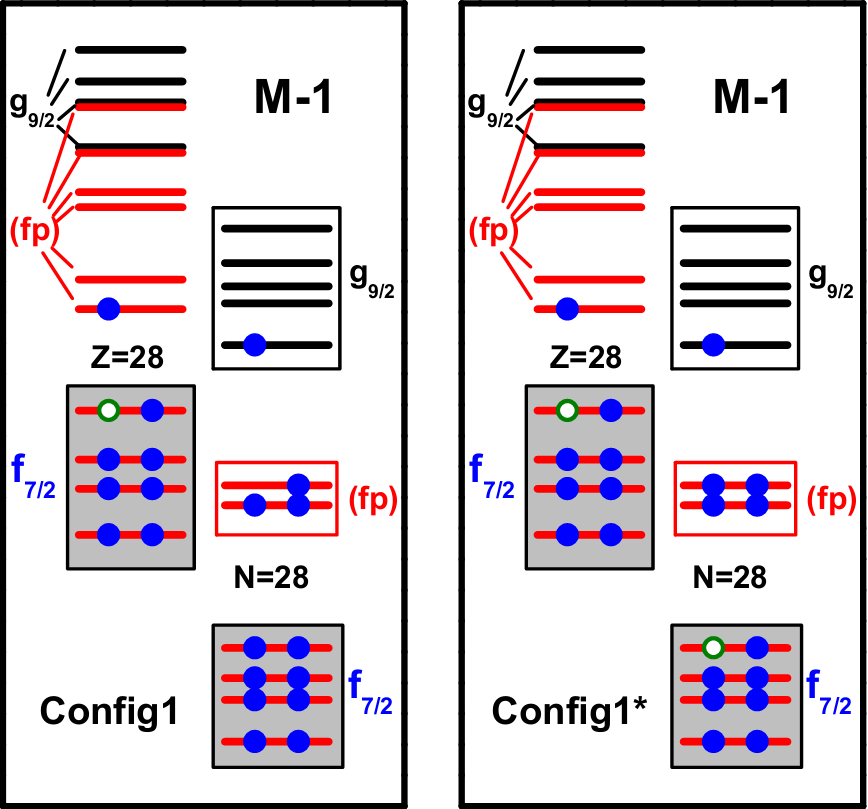 M-1
g9/2
(fp)
g9/2
Z=28
f7/2
(fp)
N=28
Config1
f7/2
M-1
g9/2
(fp)
g9/2
Z=28
f7/2
(fp)
N=28
Config1*
f7/2